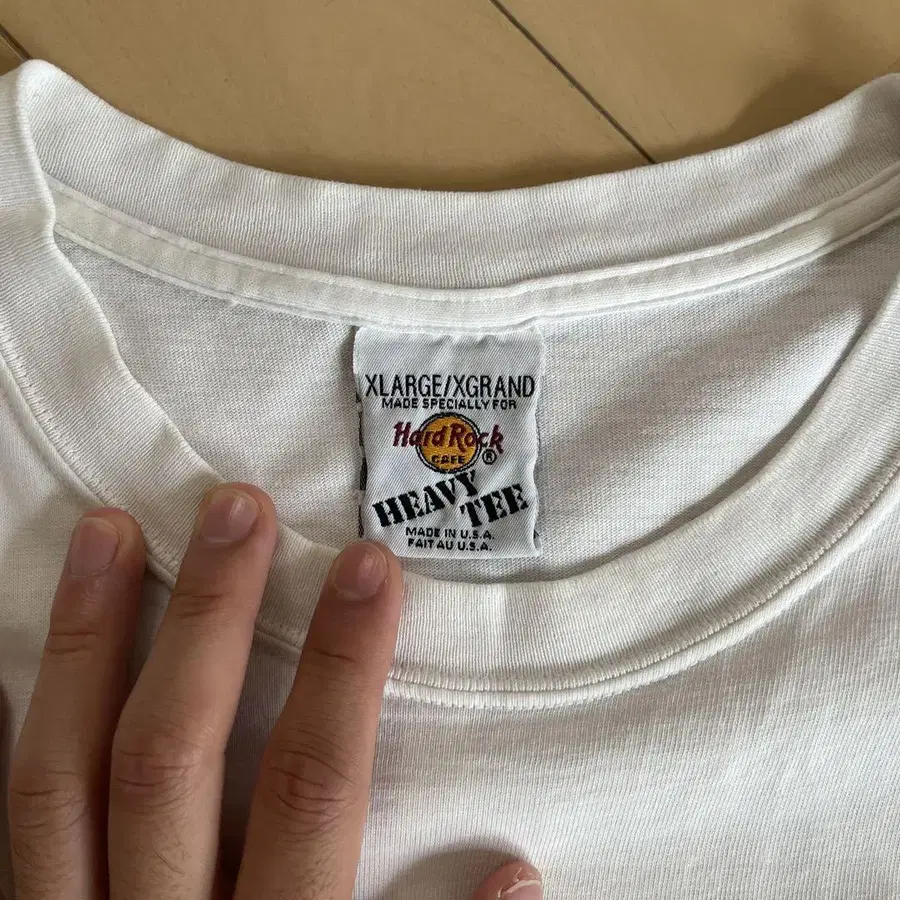 XLARGE/XGRAND
MADE SPECIALLY FOR
Hard Rock
CAFE ®
HEAVY
TEE
MADE IN U.S.A.
FAIT AU U.S.A.